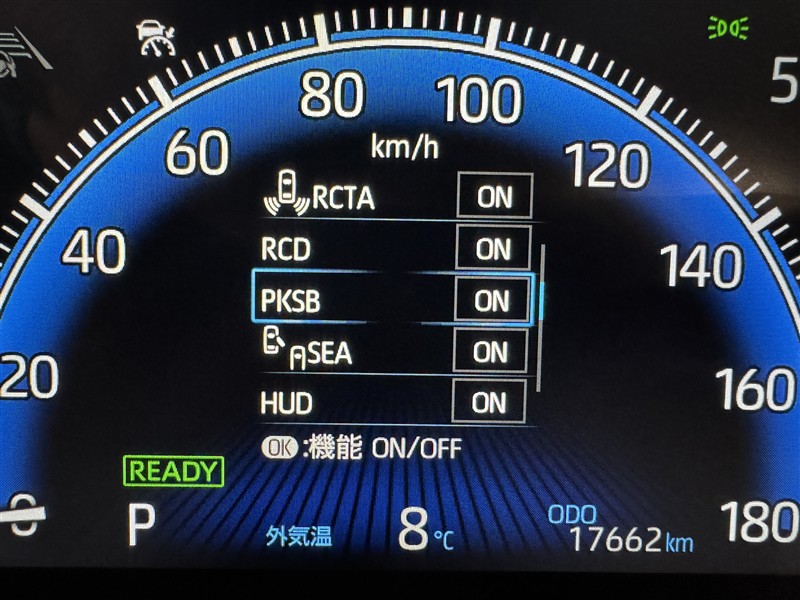 80
100
60
km/h
120
RCTA ON
40
RCD ON
140
PKSB ON
SEA ON
20
160
HUD ON
OK:機能 ON/OFF
READY
P
外気温 8℃
ODO
17662km
180
5